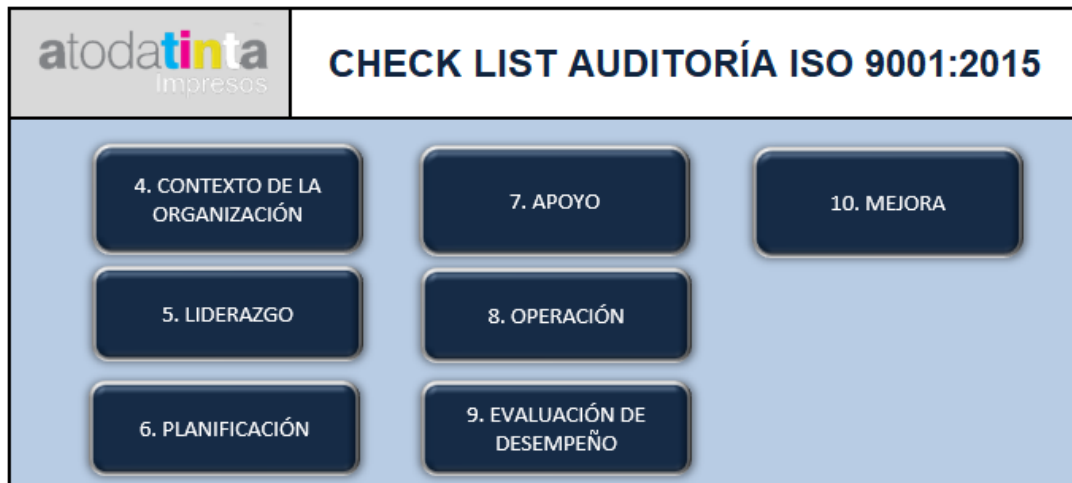 atodatinta
Impresos
CHECK LIST AUDITORÍA ISO 9001:2015
4. CONTEXTO DE LA
ORGANIZACIÓN
7. APOYO
10. MEJORA
5. LIDERAZGO
8. OPERACIÓN
6. PLANIFICACIÓN
9. EVALUACIÓN DE
DESEMPEÑO